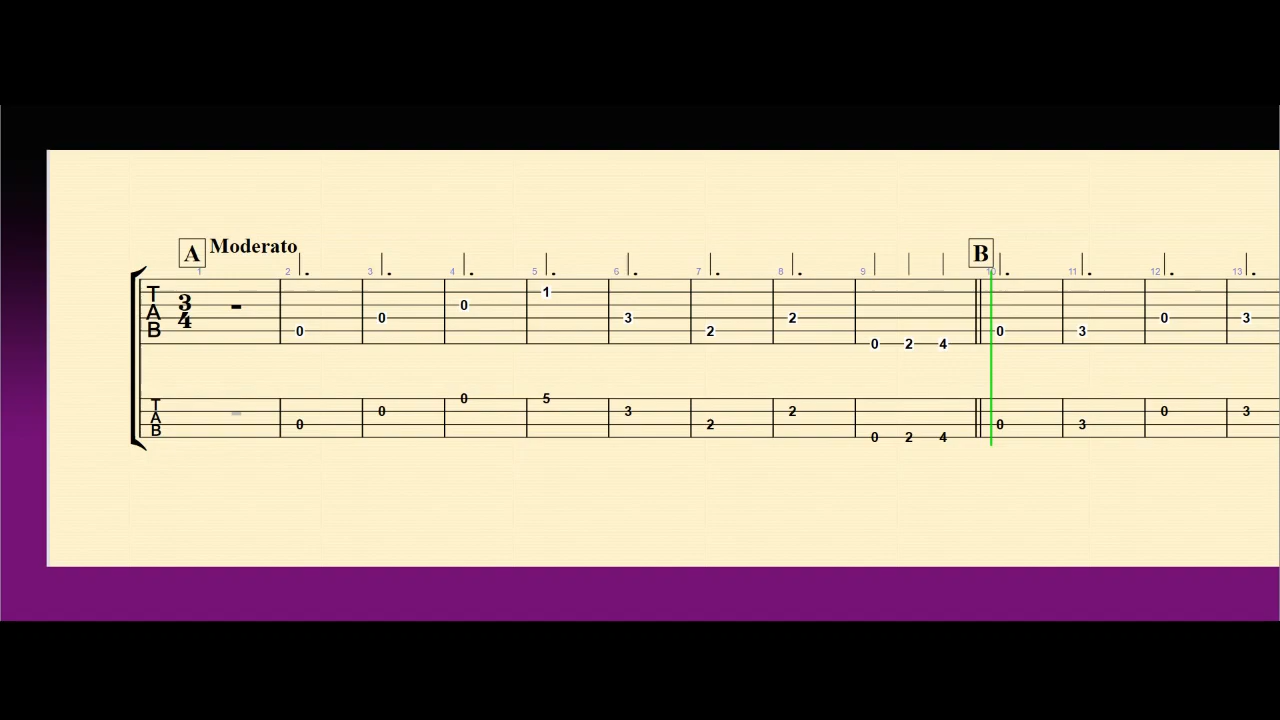 A Moderato B
1 2 3 4 5 6 7 8 9 10 11 12 13
T A B
3 4
1
0 0
0 3 2 3
0 2 0 3
0 2 4
T A B
0 5
0 3 2 0 3
0 2 0 3
0 2 4